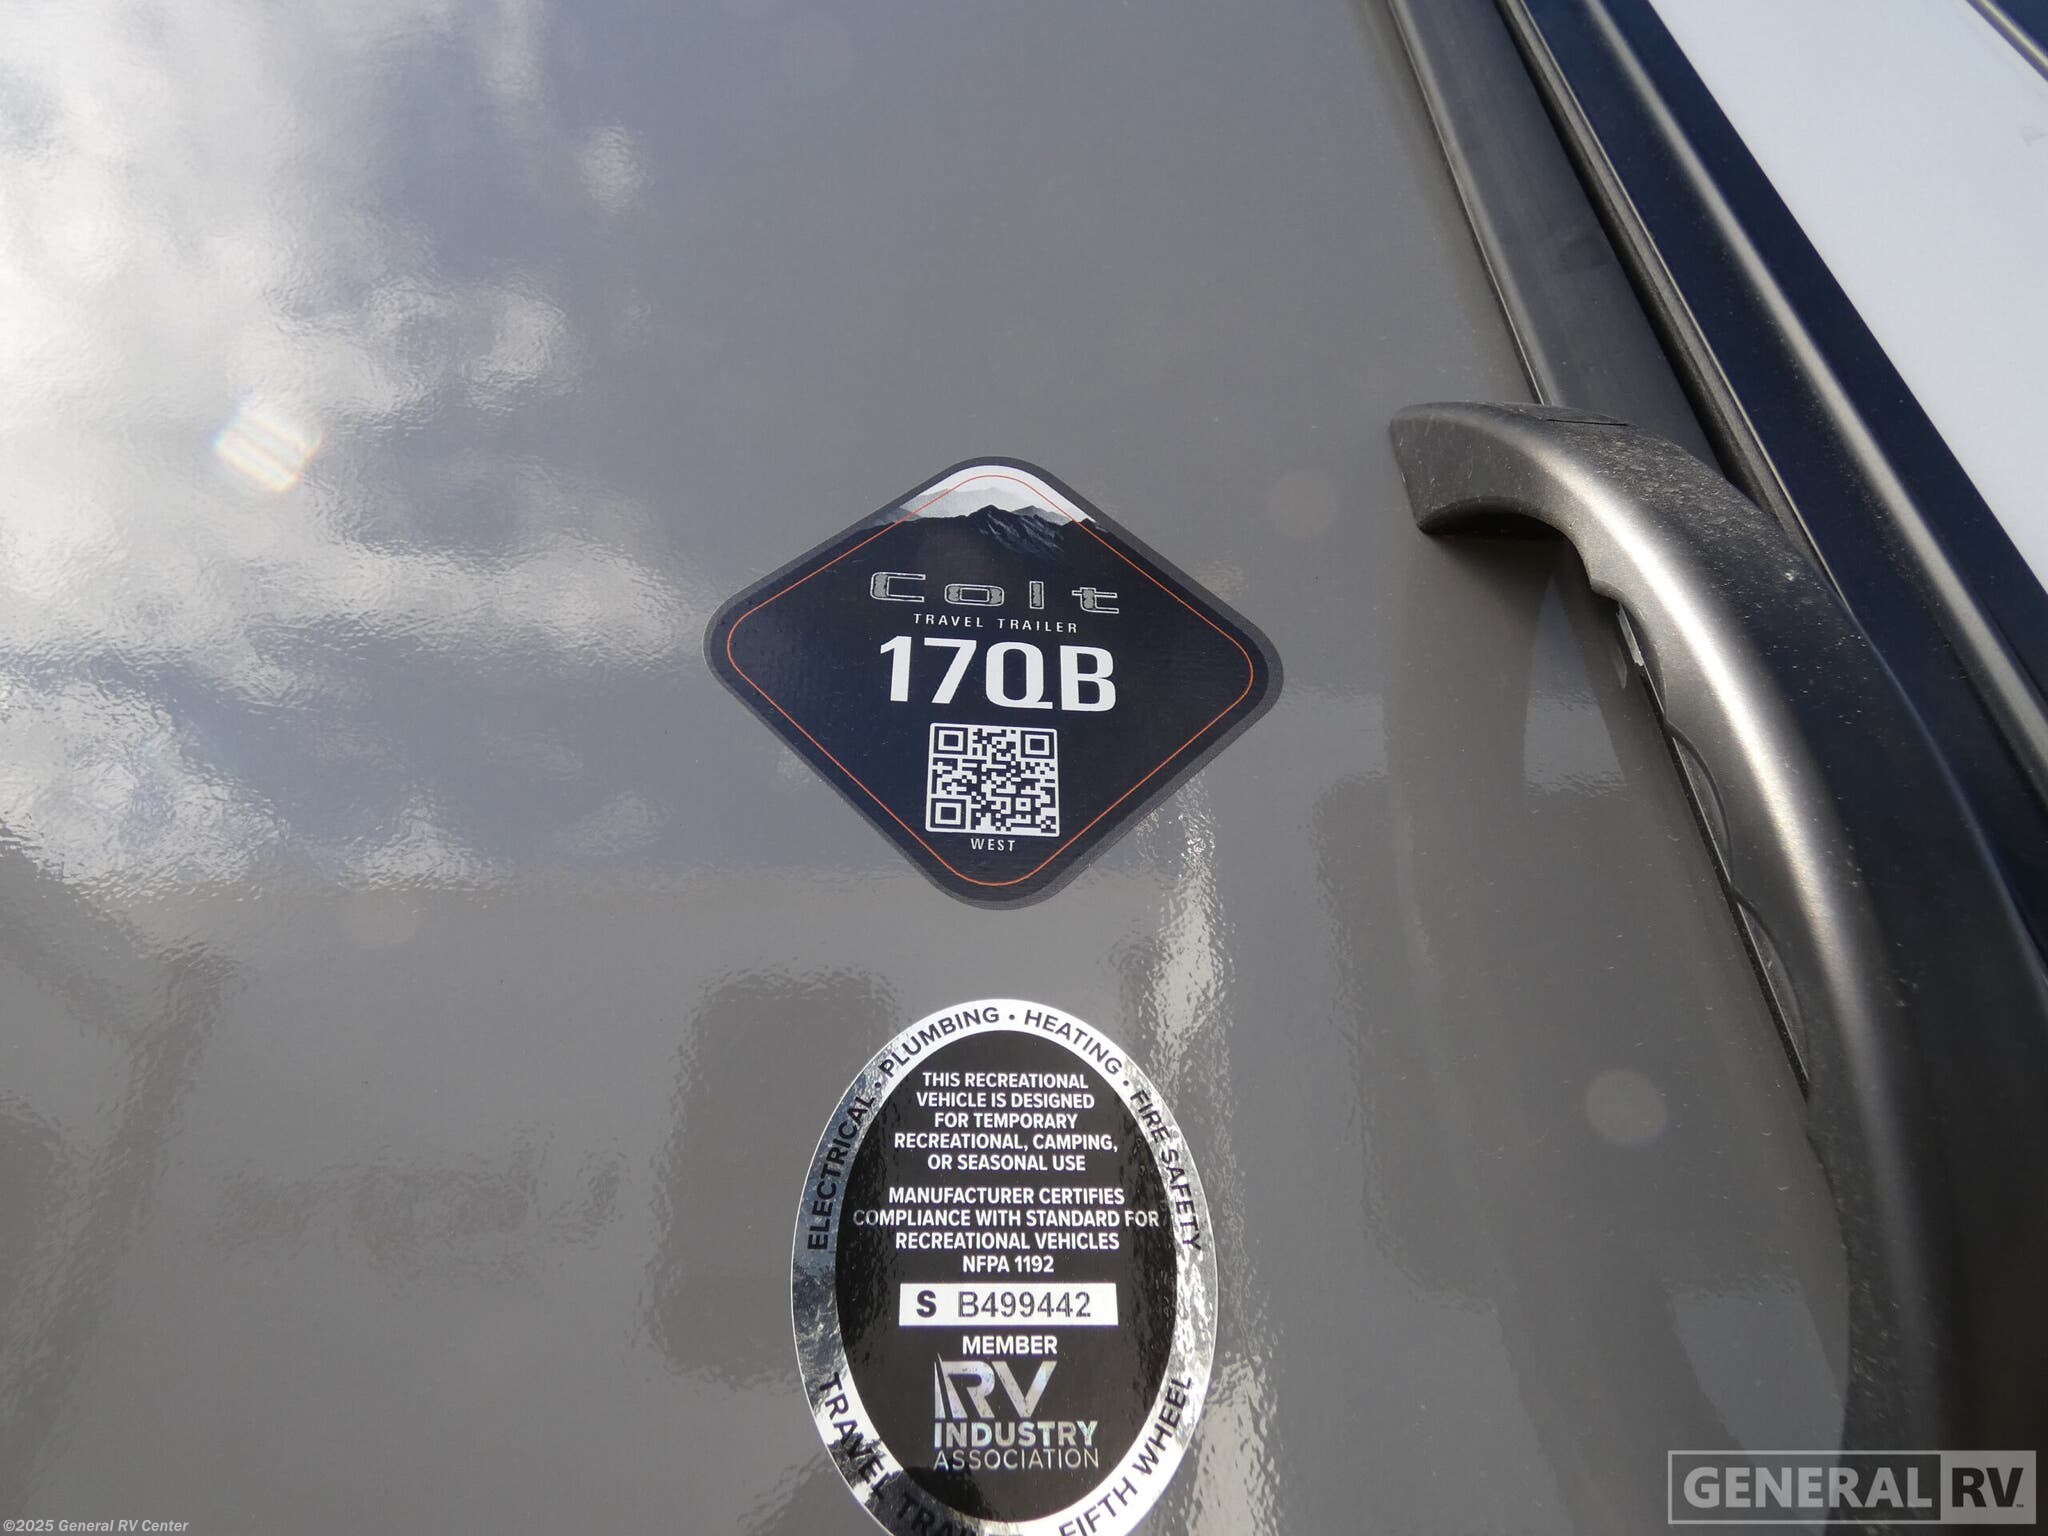 Colt
TRAVEL TRAILER
17QB
WEST
ELECTRICAL • PLUMBING • HEATING • FIRE SAFETY
THIS RECREATIONAL
VEHICLE IS DESIGNED
FOR TEMPORARY
RECREATIONAL, CAMPING,
OR SEASONAL USE
MANUFACTURER CERTIFIES
COMPLIANCE WITH STANDARD FOR
RECREATIONAL VEHICLES
NFPA 1192
S B499442
MEMBER
RV
INDUSTRY
ASSOCIATION
TRAVEL
FIFTH WHEEL
GENERAL RV
©2025 General RV Center